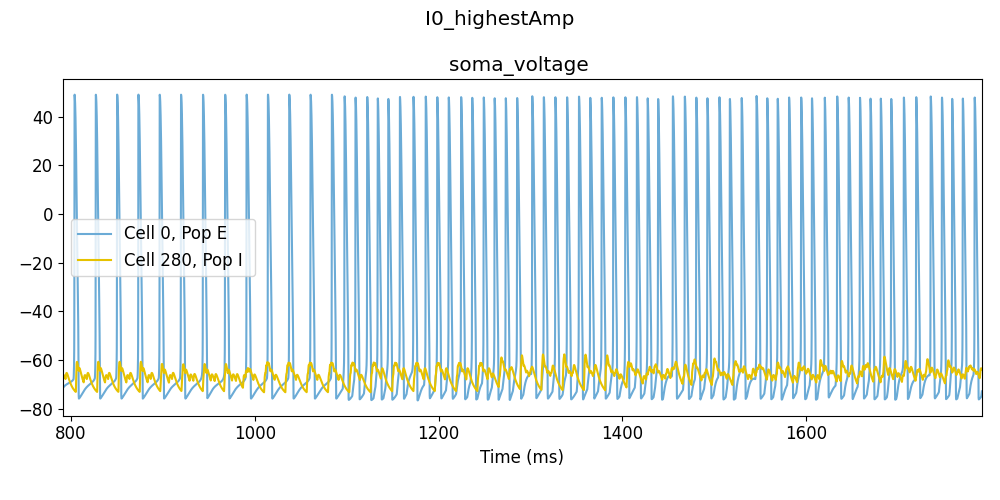 I0_highestAmp
soma_voltage
40
20
0
−20
−40
−60
−80
Cell 0, Pop E
Cell 280, Pop I
800
1000
1200
1400
1600
Time (ms)